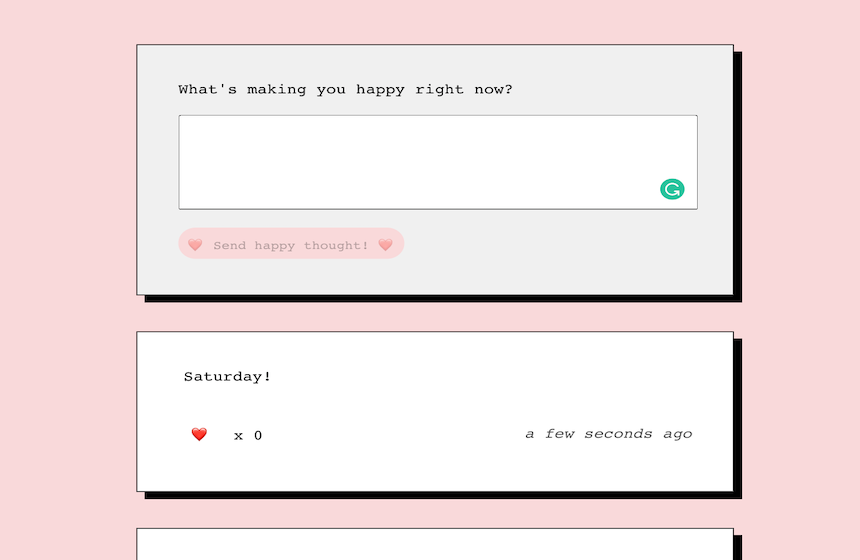 What's making you happy right now?
❤️ Send happy thought! ❤️
Saturday!
❤️ x 0
a few seconds ago